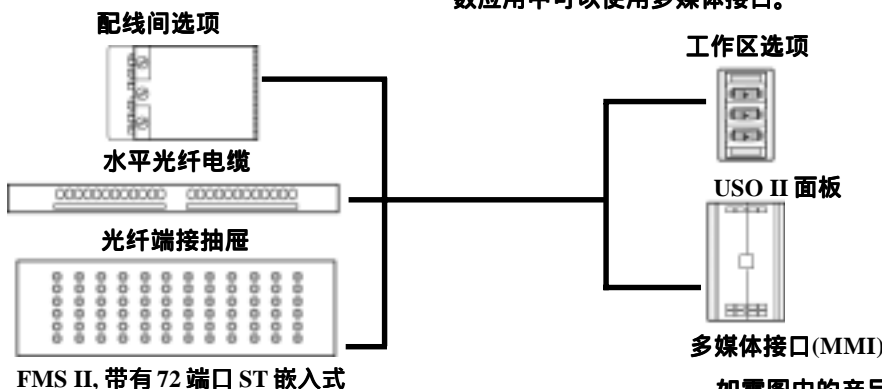 数应用中可以使用多媒体接口。
配线间选项
工作区选项
水平光纤电缆
USO II 面板
光纤端接抽屉
多媒体接口(MMI)
FMS II, 带有 72 端口 ST 嵌入式